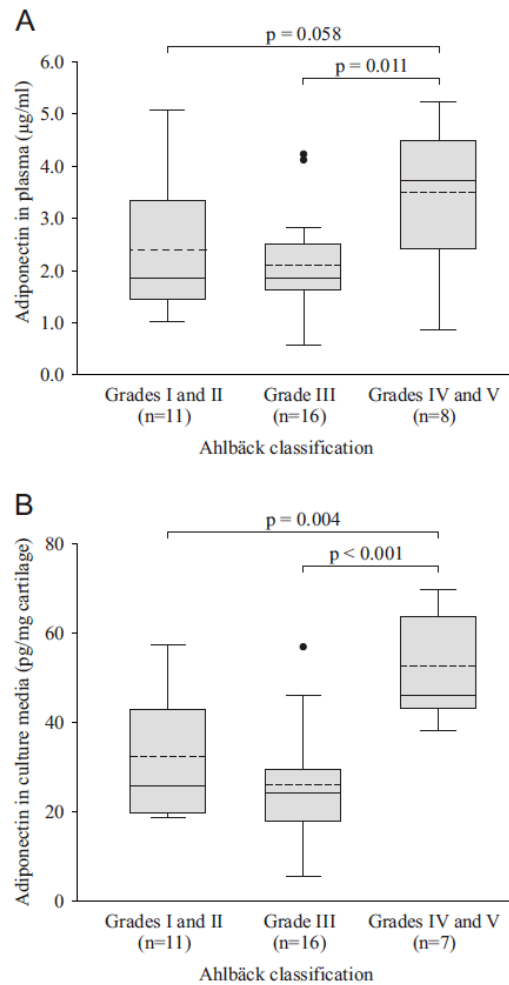 A
p = 0.058
p = 0.011
Adiponectin in plasma (µg/ml)
6.0
5.0
4.0
3.0
2.0
1.0
0.0
Grades I and II Grade III Grades IV and V
(n=11) (n=16) (n=8)
Ahlbäck classification
B
p = 0.004
p < 0.001
Adiponectin in culture media (pg/mg cartilage)
80
60
40
20
0
Grades I and II Grade III Grades IV and V
(n=11) (n=16) (n=7)
Ahlbäck classification